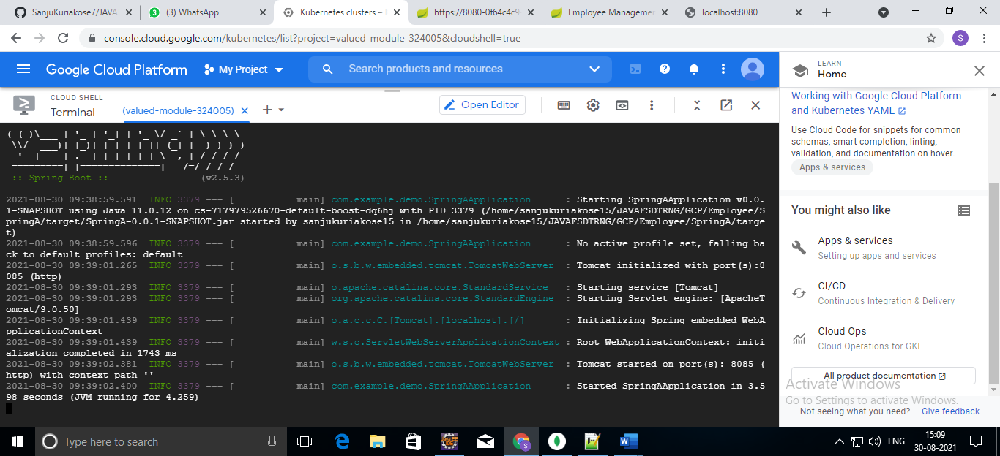 SanjuKuriakose7/JAVA
(3) WhatsApp
Kubernetes clusters –
https://8080-0f64c4c9
Employee Managemen
localhost:8080
console.cloud.google.com/kubernetes/list?project=valued-module-324005&cloudshell=true
S
Google Cloud Platform
My Project
Search products and resources
LEARN
Home
CLOUD SHELL
Terminal
(valued-module-324005)
Open Editor
Working with Google Cloud Platform
and Kubernetes YAML
Use Cloud Code for snippets for common
schemas, smart completion, linting,
validation, and documentation on hover.
Apps & services
( ( )\___ | '_ | '_| | '_ \/ _` | \ \ \ \
\\/  ___)| |_)| | | | | || (_| |  ) ) ) )
'  |____| .__|_| |_|_| |_\__, | / / / /
=========|_|==============|___/=/_/_/_/
:: Spring Boot ::                (v2.5.3)
2021-08-30 09:38:59.591  INFO 3379 --- [           main] com.example.demo.SpringAApplication      : Starting SpringAApplication v0.0.
1-SNAPSHOT using Java 11.0.12 on cs-717979526670-default-boost-dq6hj with PID 3379 (/home/sanjukuriakose15/JAVAFSDTRNG/GCP/Employee/S
pringA/target/SpringA-0.0.1-SNAPSHOT.jar started by sanjukuriakose15 in /home/sanjukuriakose15/JAVAFSDTRNG/GCP/Employee/SpringA/targe
t)
2021-08-30 09:38:59.596  INFO 3379 --- [           main] com.example.demo.SpringAApplication      : No active profile set, falling ba
ck to default profiles: default
2021-08-30 09:39:01.265  INFO 3379 --- [           main] o.s.b.w.embedded.tomcat.TomcatWebServer  : Tomcat initialized with port(s):8
085 (http)
2021-08-30 09:39:01.293  INFO 3379 --- [           main] o.apache.catalina.core.StandardService   : Starting service [Tomcat]
2021-08-30 09:39:01.293  INFO 3379 --- [           main] org.apache.catalina.core.StandardEngine  : Starting Servlet engine: [ApacheT
omcat/9.0.50]
2021-08-30 09:39:01.439  INFO 3379 --- [           main] o.a.c.c.C.[Tomcat].[localhost].[/]       : Initializing Spring embedded WebA
pplicationContext
2021-08-30 09:39:01.439  INFO 3379 --- [           main] w.s.c.ServletWebServerApplicationContext : Root WebApplicationContext: initi
alization completed in 1743 ms
2021-08-30 09:39:02.381  INFO 3379 --- [           main] o.s.b.w.embedded.tomcat.TomcatWebServer  : Tomcat started on port(s): 8085 (
http) with context path ''
2021-08-30 09:39:02.400  INFO 3379 --- [           main] com.example.demo.SpringAApplication      : Started SpringAApplication in 3.5
98 seconds (JVM running for 4.259)
You might also like
Apps & services
Setting up apps and services
CI/CD
Continuous Integration & Delivery
Cloud Ops
Cloud Operations for GKE
All product documentation
Activate Windows
Go to Settings to activate Windows.
Not seeing what you need? Give feedback
Type here to search
ENG
15:09
30-08-2021